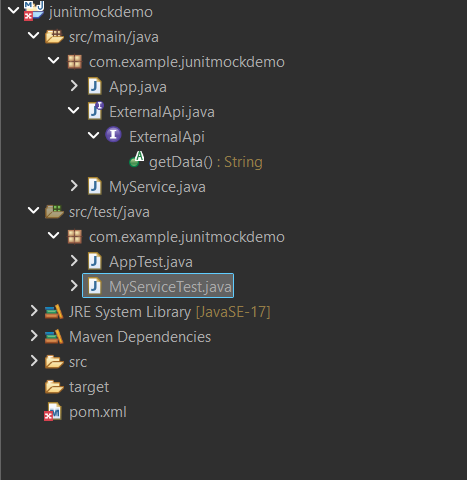 junitmockdemo
src/main/java
com.example.junitmockdemo
App.java
ExternalApi.java
ExternalApi
getData() : String
MyService.java
src/test/java
com.example.junitmockdemo
AppTest.java
MyServiceTest.java
JRE System Library [JavaSE-17]
Maven Dependencies
src
target
pom.xml